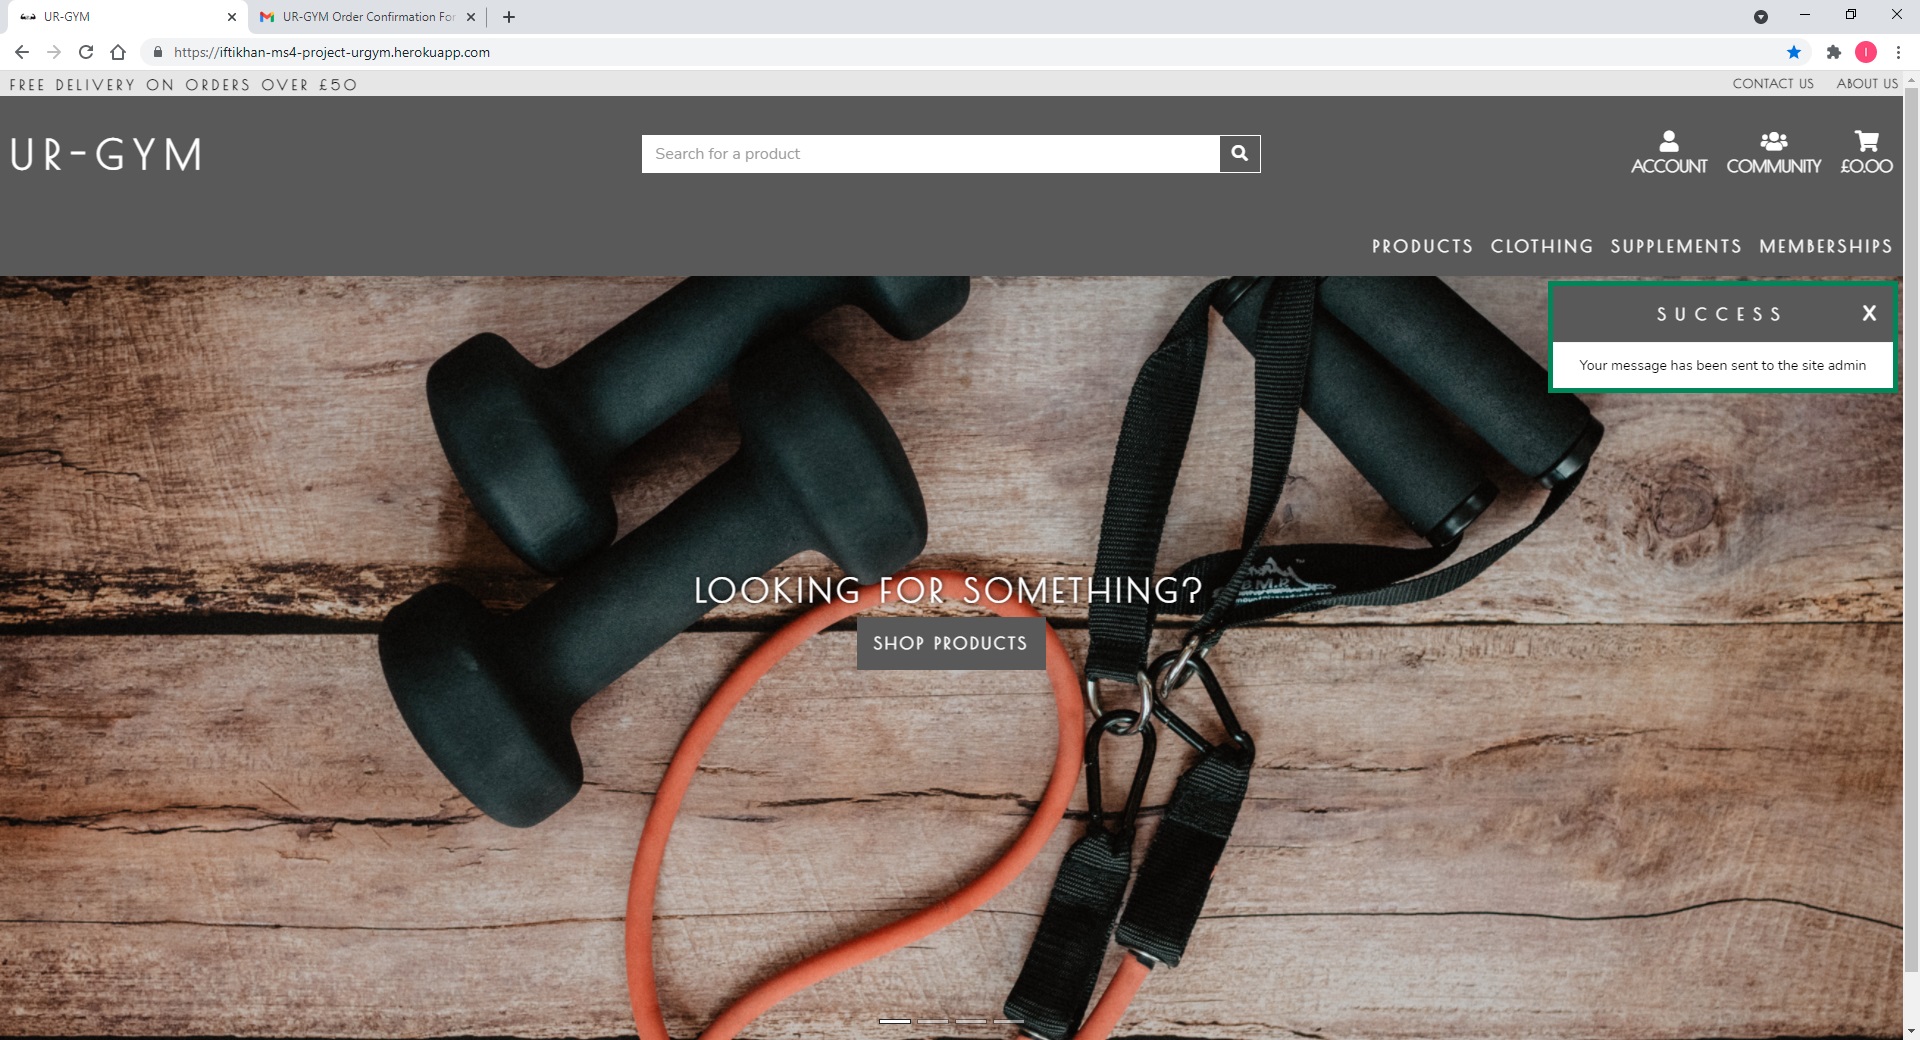 UR-GYM
UR-GYM Order Confirmation For
https://iftikhan-ms4-project-urgym.herokuapp.com
I
FREE DELIVERY ON ORDERS OVER £50
CONTACT US
ABOUT US
UR-GYM
Search for a product
ACCOUNT
COMMUNITY
£0.00
PRODUCTS
CLOTHING
SUPPLEMENTS
MEMBERSHIPS
SUCCESS
X
Your message has been sent to the site admin
B.M.R
LOOKING FOR SOMETHING?
SHOP PRODUCTS